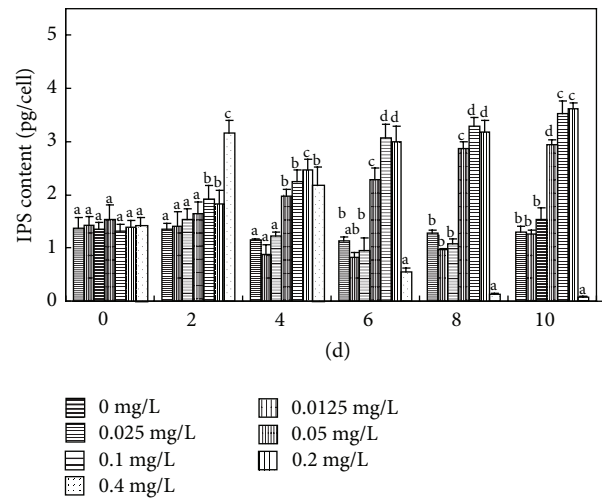 IPS content (pg/cell)
5
4
3
2
1
0
a a a a a a a
a a a a b b c
a a a b b c b
b ab b c d d a
b b b c d d a
b b b d c c a
0 2 4 6 8 10
(d)
0 mg/L 0.0125 mg/L
0.025 mg/L 0.05 mg/L
0.1 mg/L 0.2 mg/L
0.4 mg/L